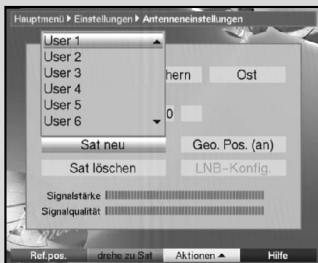 Hauptmenü ▸ Einstellungen ▸ Antenneneinstellungen
User 1
User 2
User 3
User 4
User 5
User 6
hern
Ost
0
Sat neu
Geo. Pos. (an)
Sat löschen
LNB-Konfig.
Signalstärke
Signalqualität
Ref.pos.
drehe zu Sat
Aktionen
Hilfe